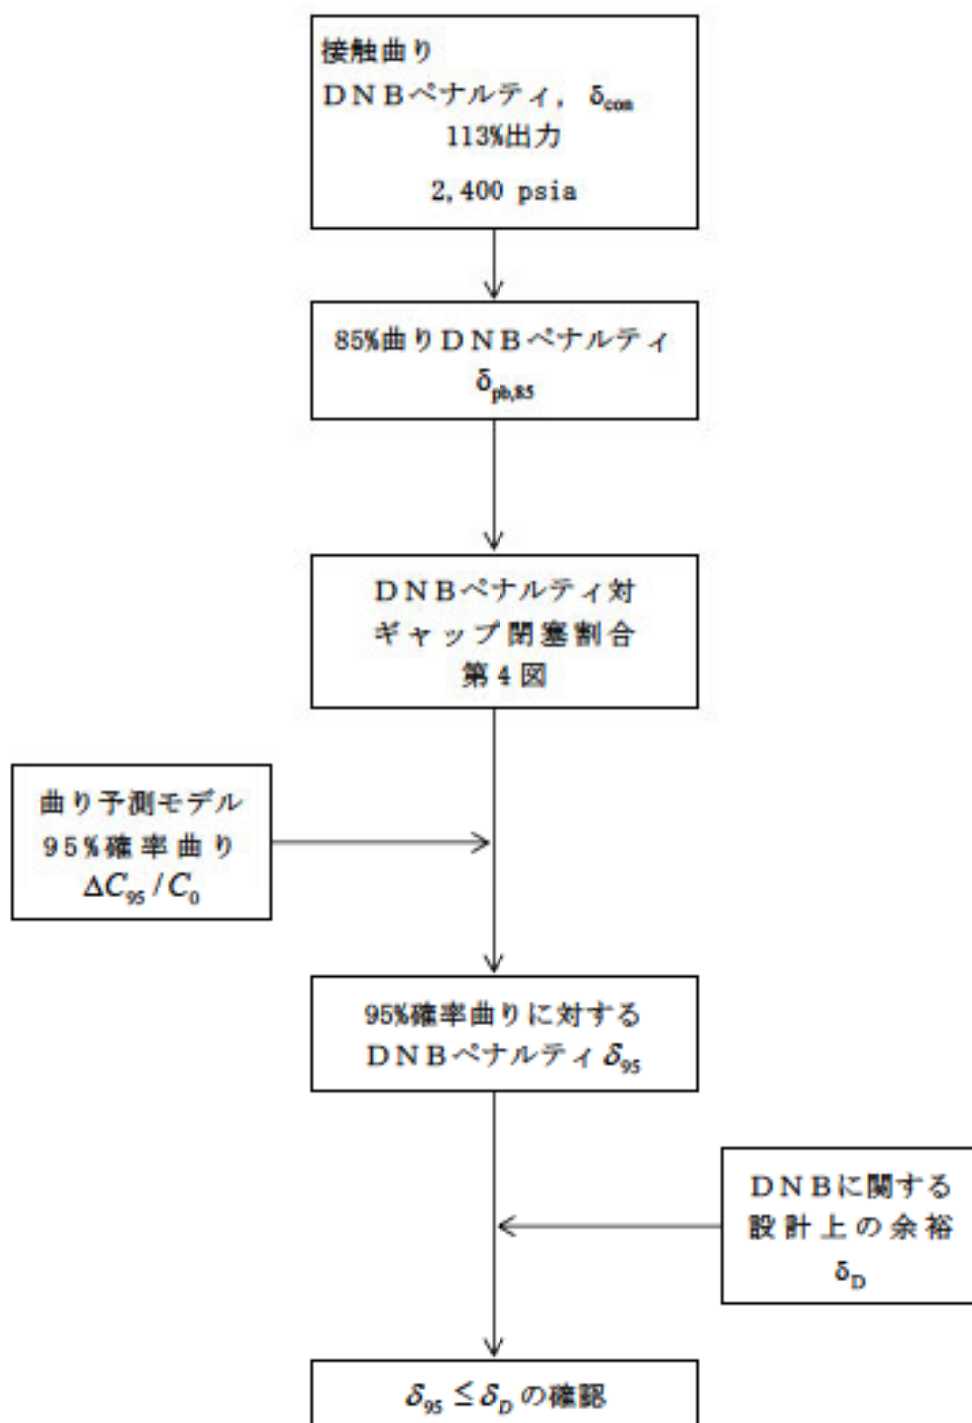 接触曲り
DNBペナルティ, δcon
113%出力
2,400 psia
85%曲りDNBペナルティ
δpb,85
DNBペナルティ対
ギャップ閉塞割合
第4図
曲り予測モデル
95%確率曲り
ΔC95 / C0
95%確率曲りに対する
DNBペナルティδ95
DNBに関する
設計上の余裕
δD
δ95 ≤ δD の確認